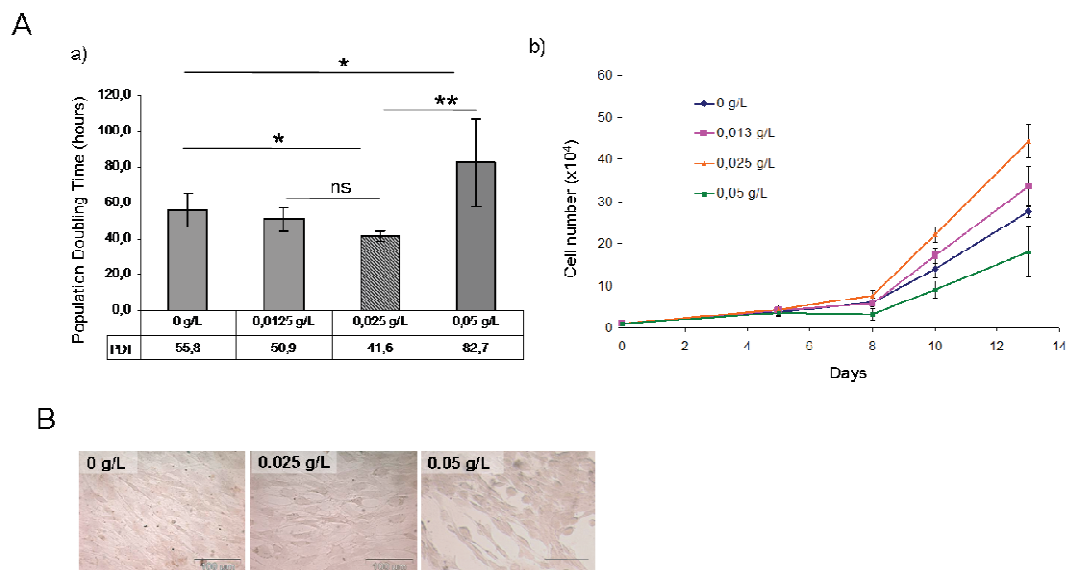 A
a)
Population Doubling Time (hours)
140,0
120,0
100,0
80,0
60,0
40,0
20,0
0,0
*
**
*
ns
0 g/L 0,0125 g/L 0,025 g/L 0,05 g/L
PDT 55,8 50,9 41,6 82,7
b)
Cell number (x10⁴)
60
50
40
30
20
10
0
0 g/L
0,013 g/L
0,025 g/L
0,05 g/L
0 2 4 6 8 10 12 14
Days
B
0 g/L
0.025 g/L
0.05 g/L